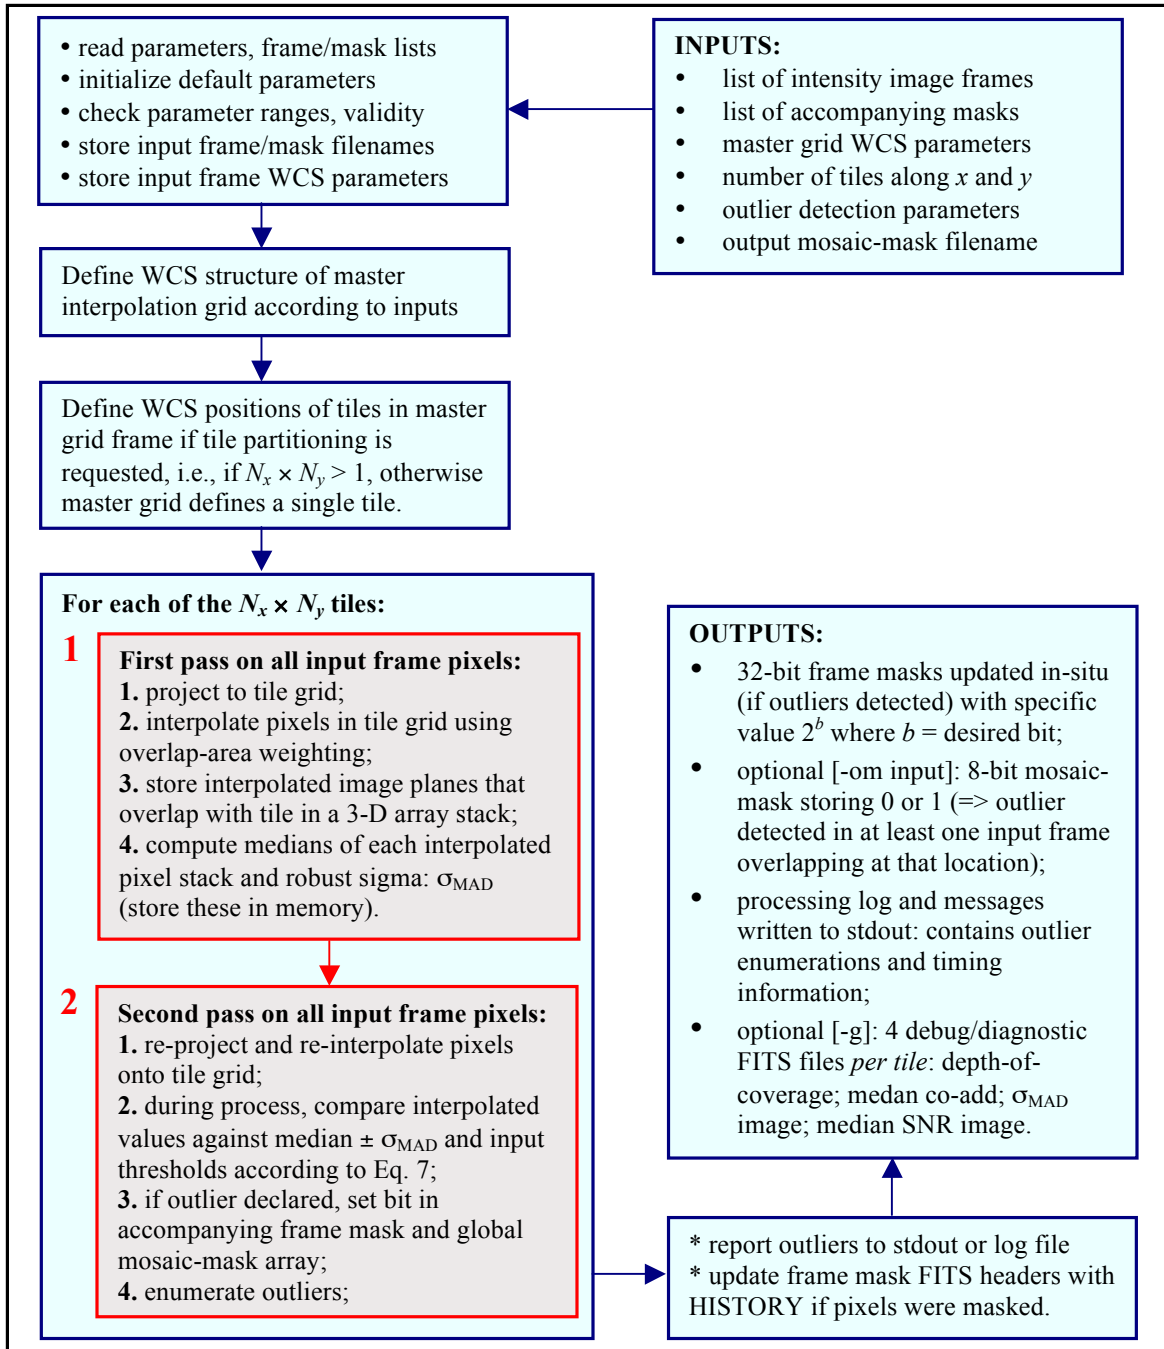 • read parameters, frame/mask lists
• initialize default parameters
• check parameter ranges, validity
• store input frame/mask filenames
• store input frame WCS parameters
INPUTS:
• list of intensity image frames
• list of accompanying masks
• master grid WCS parameters
• number of tiles along x and y
• outlier detection parameters
• output mosaic-mask filename
Define WCS structure of master
interpolation grid according to inputs
Define WCS positions of tiles in master
grid frame if tile partitioning is
requested, i.e., if Nx × Ny > 1, otherwise
master grid defines a single tile.
For each of the Nx × Ny tiles:
1
First pass on all input frame pixels:
1. project to tile grid;
2. interpolate pixels in tile grid using
overlap-area weighting;
3. store interpolated image planes that
overlap with tile in a 3-D array stack;
4. compute medians of each interpolated
pixel stack and robust sigma: σMAD
(store these in memory).
2
Second pass on all input frame pixels:
1. re-project and re-interpolate pixels
onto tile grid;
2. during process, compare interpolated
values against median ± σMAD and input
thresholds according to Eq. 7;
3. if outlier declared, set bit in
accompanying frame mask and global
mosaic-mask array;
4. enumerate outliers;
* report outliers to stdout or log file
* update frame mask FITS headers with
HISTORY if pixels were masked.
OUTPUTS:
• 32-bit frame masks updated in-situ
(if outliers detected) with specific
value 2^b where b = desired bit;
• optional [-om input]: 8-bit mosaic-
mask storing 0 or 1 (=> outlier
detected in at least one input frame
overlapping at that location);
• processing log and messages
written to stdout: contains outlier
enumerations and timing
information;
• optional [-g]: 4 debug/diagnostic
FITS files per tile: depth-of-
coverage; medan co-add; σMAD
image; median SNR image.